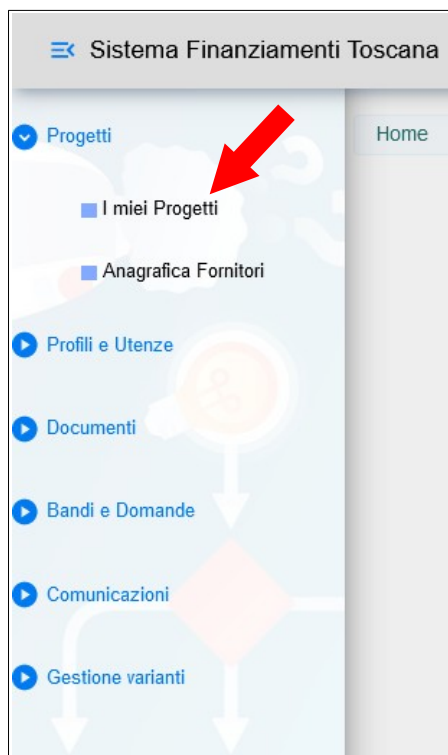 Sistema Finanziamenti Toscana
Progetti
Home
I miei Progetti
Anagrafica Fornitori
Profili e Utenze
Documenti
Bandi e Domande
Comunicazioni
Gestione varianti